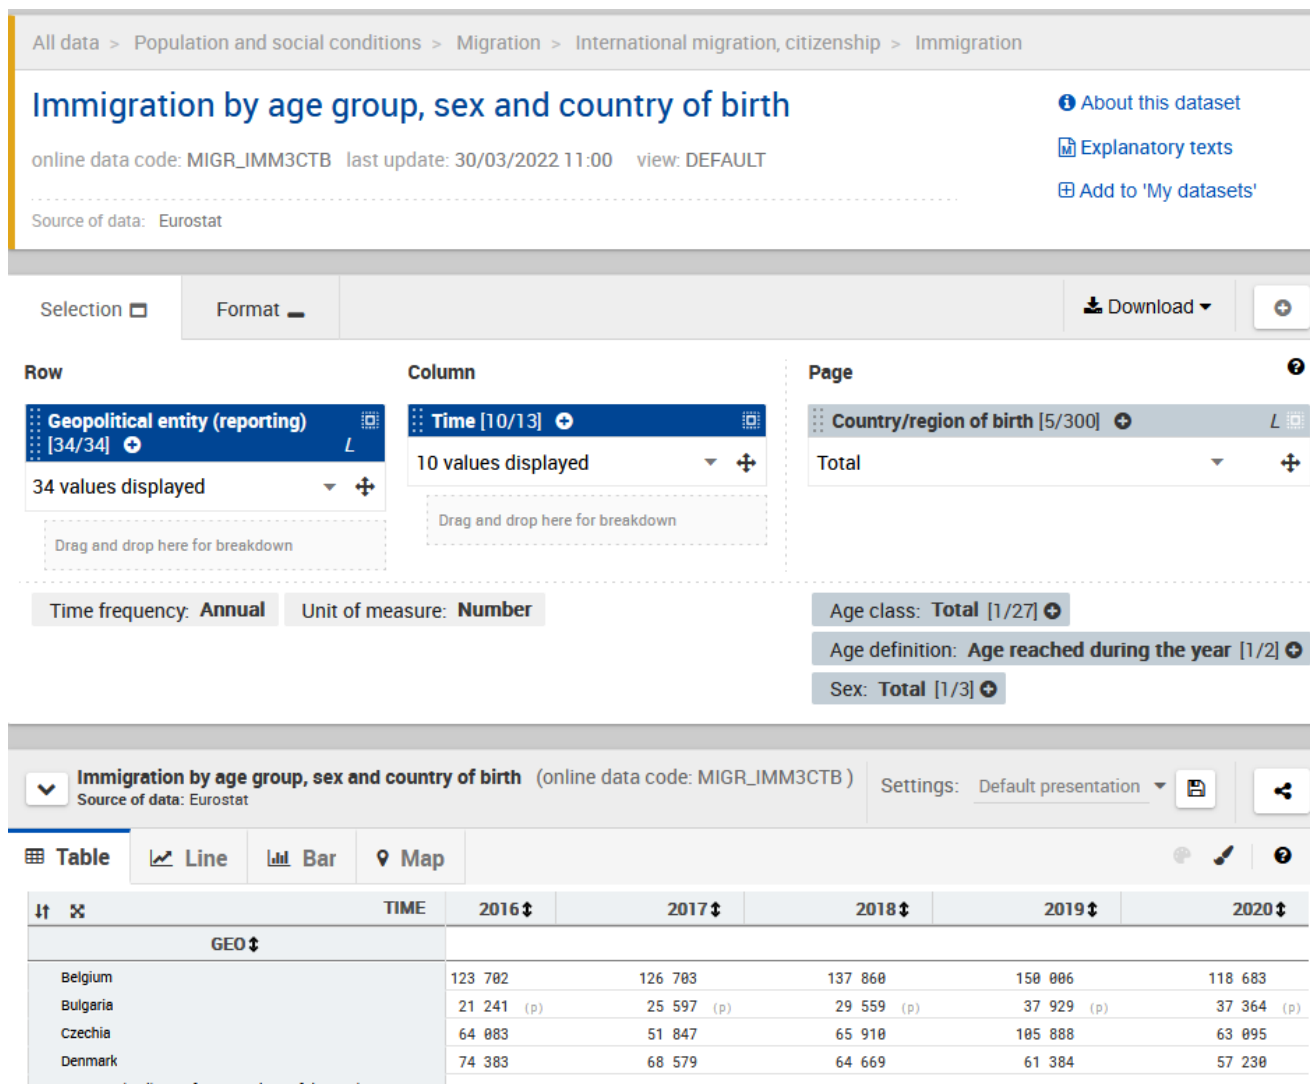 All data > Population and social conditions > Migration > International migration, citizenship > Immigration
Immigration by age group, sex and country of birth
About this dataset
online data code: MIGR_IMM3CTB last update: 30/03/2022 11:00 view: DEFAULT
Explanatory texts
Add to 'My datasets'
Source of data: Eurostat
Selection
Format
Download
Row
Column
Page
Geopolitical entity (reporting)
[34/34] L
34 values displayed
Drag and drop here for breakdown
Time [10/13]
10 values displayed
Drag and drop here for breakdown
Country/region of birth [5/300] L
Total
Time frequency: Annual
Unit of measure: Number
Age class: Total [1/27]
Age definition: Age reached during the year [1/2]
Sex: Total [1/3]
Immigration by age group, sex and country of birth (online data code: MIGR_IMM3CTB )
Source of data: Eurostat
Settings: Default presentation
Table Line Bar Map
TIME 2016 2017 2018 2019 2020
GEO
Belgium 123 702 126 703 137 860 150 006 118 683
Bulgaria 21 241 (p) 25 597 (p) 29 559 (p) 37 929 (p) 37 364 (p)
Czechia 64 083 51 847 65 910 105 888 63 095
Denmark 74 383 68 579 64 669 61 384 57 230